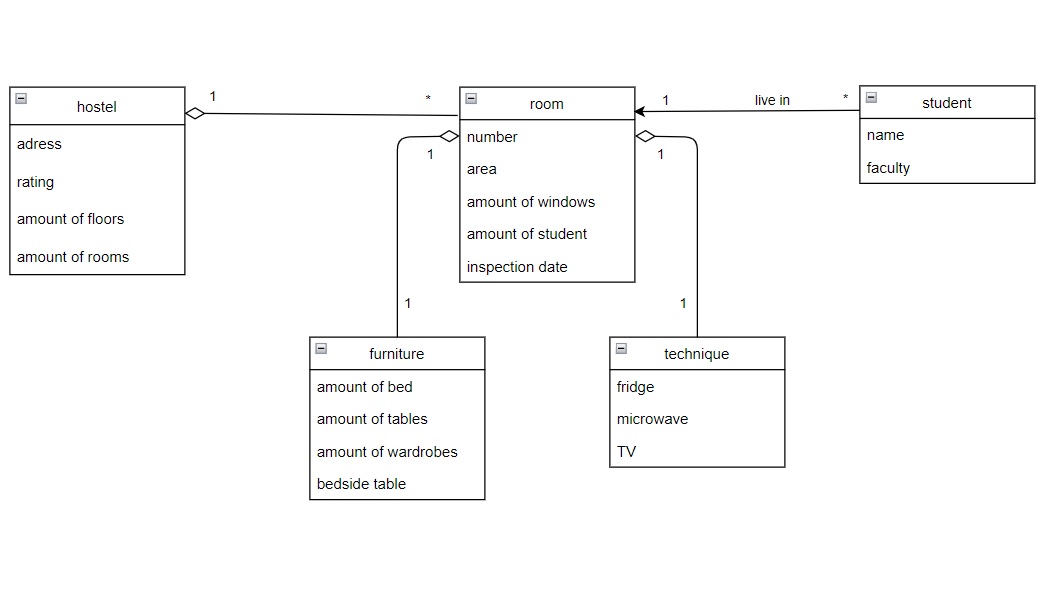 hostel
adress
rating
amount of floors
amount of rooms
1
*
room
number
area
amount of windows
amount of student
inspection date
1
live in
*
student
name
faculty
1
1
1
1
furniture
amount of bed
amount of tables
amount of wardrobes
bedside table
technique
fridge
microwave
TV